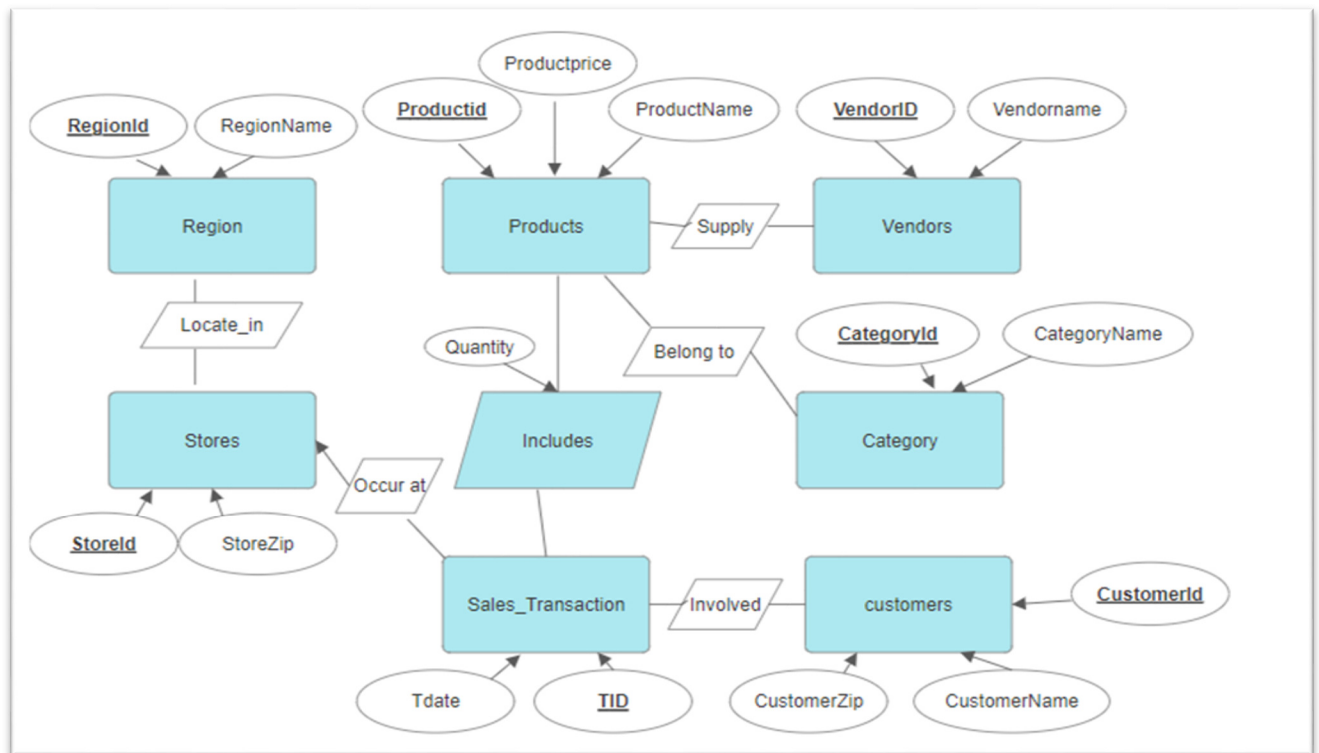 Productprice
RegionId
RegionName
Productid
ProductName
VendorID
Vendorname
Region
Products
Supply
Vendors
Locate_in
Quantity
Belong to
CategoryId
CategoryName
Stores
Includes
Category
Occur at
StoreId
StoreZip
Sales_Transaction
Involved
customers
CustomerId
Tdate
TID
CustomerZip
CustomerName